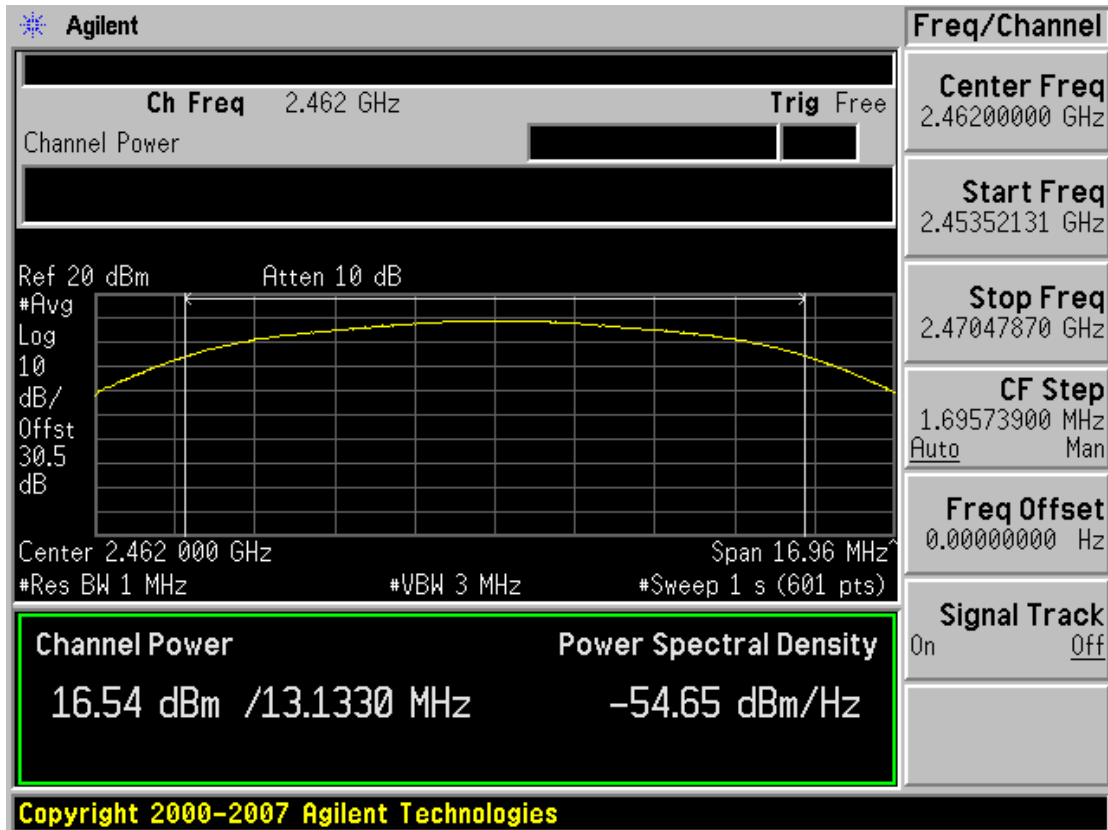 Agilent
Freq/Channel
Ch Freq 2.462 GHz Trig Free
Channel Power
Ref 20 dBm Atten 10 dB
#Avg
Log
10
dB/
Offst
30.5
dB
Center 2.462 000 GHz Span 16.96 MHz^
#Res BW 1 MHz #VBW 3 MHz #Sweep 1 s (601 pts)
Channel Power Power Spectral Density
16.54 dBm /13.1330 MHz -54.65 dBm/Hz
Copyright 2000-2007 Agilent Technologies
Center Freq
2.46200000 GHz
Start Freq
2.45352131 GHz
Stop Freq
2.47047870 GHz
CF Step
1.69573900 MHz
Auto Man
Freq Offset
0.00000000 Hz
Signal Track
On Off